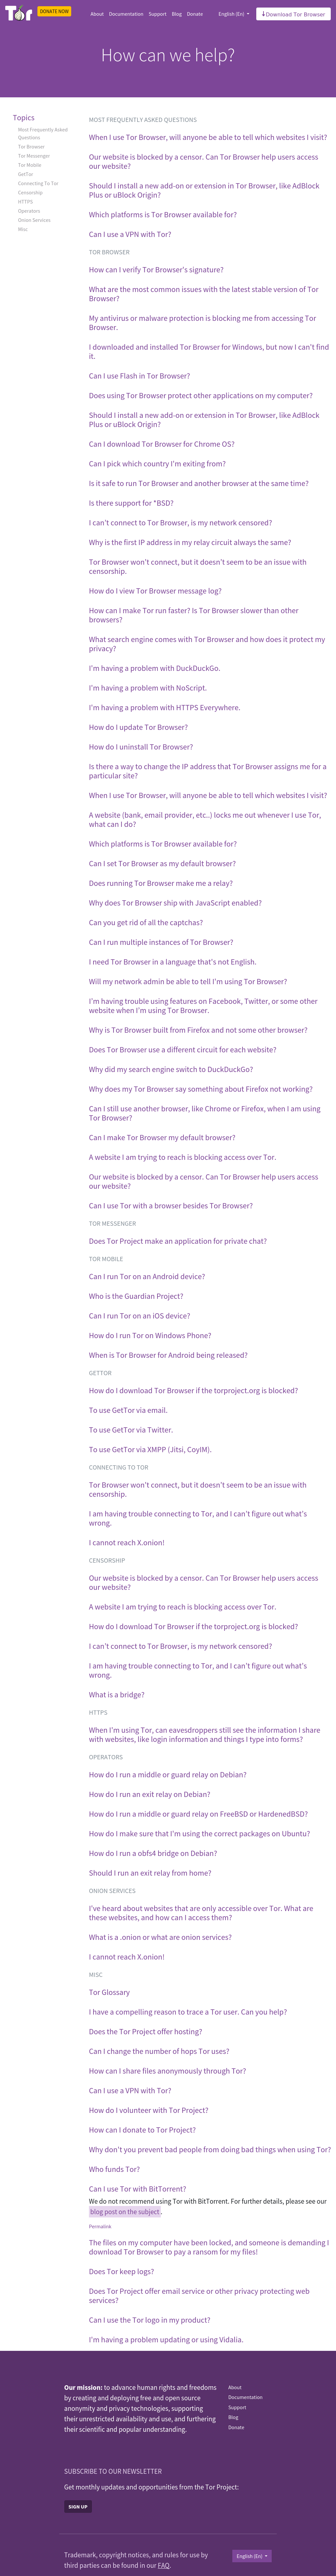 Tor
DONATE NOW
About Documentation Support Blog Donate
English (En)
Download Tor Browser
How can we help?
Topics
Most Frequently Asked
Questions
Tor Browser
Tor Messenger
Tor Mobile
GetTor
Connecting To Tor
Censorship
HTTPS
Operators
Onion Services
Misc
MOST FREQUENTLY ASKED QUESTIONS
When I use Tor Browser, will anyone be able to tell which websites I visit?
Our website is blocked by a censor. Can Tor Browser help users access
our website?
Should I install a new add-on or extension in Tor Browser, like AdBlock
Plus or uBlock Origin?
Which platforms is Tor Browser available for?
Can I use a VPN with Tor?
TOR BROWSER
How can I verify Tor Browser's signature?
What are the most common issues with the latest stable version of Tor
Browser?
My antivirus or malware protection is blocking me from accessing Tor
Browser.
I downloaded and installed Tor Browser for Windows, but now I can't find
it.
Can I use Flash in Tor Browser?
Does using Tor Browser protect other applications on my computer?
Should I install a new add-on or extension in Tor Browser, like AdBlock
Plus or uBlock Origin?
Can I download Tor Browser for Chrome OS?
Can I pick which country I'm exiting from?
Is it safe to run Tor Browser and another browser at the same time?
Is there support for *BSD?
I can't connect to Tor Browser, is my network censored?
Why is the first IP address in my relay circuit always the same?
Tor Browser won't connect, but it doesn't seem to be an issue with
censorship.
How do I view Tor Browser message log?
How can I make Tor run faster? Is Tor Browser slower than other
browsers?
What search engine comes with Tor Browser and how does it protect my
privacy?
I'm having a problem with DuckDuckGo.
I'm having a problem with NoScript.
I'm having a problem with HTTPS Everywhere.
How do I update Tor Browser?
How do I uninstall Tor Browser?
Is there a way to change the IP address that Tor Browser assigns me for a
particular site?
When I use Tor Browser, will anyone be able to tell which websites I visit?
A website (bank, email provider, etc..) locks me out whenever I use Tor,
what can I do?
Which platforms is Tor Browser available for?
Can I set Tor Browser as my default browser?
Does running Tor Browser make me a relay?
Why does Tor Browser ship with JavaScript enabled?
Can you get rid of all the captchas?
Can I run multiple instances of Tor Browser?
I need Tor Browser in a language that's not English.
Will my network admin be able to tell I'm using Tor Browser?
I'm having trouble using features on Facebook, Twitter, or some other
website when I'm using Tor Browser.
Why is Tor Browser built from Firefox and not some other browser?
Does Tor Browser use a different circuit for each website?
Why did my search engine switch to DuckDuckGo?
Why does my Tor Browser say something about Firefox not working?
Can I still use another browser, like Chrome or Firefox, when I am using
Tor Browser?
Can I make Tor Browser my default browser?
A website I am trying to reach is blocking access over Tor.
Our website is blocked by a censor. Can Tor Browser help users access
our website?
Can I use Tor with a browser besides Tor Browser?
TOR MESSENGER
Does Tor Project make an application for private chat?
TOR MOBILE
Can I run Tor on an Android device?
Who is the Guardian Project?
Can I run Tor on an iOS device?
How do I run Tor on Windows Phone?
When is Tor Browser for Android being released?
GETTOR
How do I download Tor Browser if the torproject.org is blocked?
To use GetTor via email.
To use GetTor via Twitter.
To use GetTor via XMPP (Jitsi, CoyIM).
CONNECTING TO TOR
Tor Browser won't connect, but it doesn't seem to be an issue with
censorship.
I am having trouble connecting to Tor, and I can't figure out what's
wrong.
I cannot reach X.onion!
CENSORSHIP
Our website is blocked by a censor. Can Tor Browser help users access
our website?
A website I am trying to reach is blocking access over Tor.
How do I download Tor Browser if the torproject.org is blocked?
I can't connect to Tor Browser, is my network censored?
I am having trouble connecting to Tor, and I can't figure out what's
wrong.
What is a bridge?
HTTPS
When I'm using Tor, can eavesdroppers still see the information I share
with websites, like login information and things I type into forms?
OPERATORS
How do I run a middle or guard relay on Debian?
How do I run an exit relay on Debian?
How do I run a middle or guard relay on FreeBSD or HardenedBSD?
How do I make sure that I'm using the correct packages on Ubuntu?
How do I run a obfs4 bridge on Debian?
Should I run an exit relay from home?
ONION SERVICES
I've heard about websites that are only accessible over Tor. What are
these websites, and how can I access them?
What is a .onion or what are onion services?
I cannot reach X.onion!
MISC
Tor Glossary
I have a compelling reason to trace a Tor user. Can you help?
Does the Tor Project offer hosting?
Can I change the number of hops Tor uses?
How can I share files anonymously through Tor?
Can I use a VPN with Tor?
How do I volunteer with Tor Project?
How can I donate to Tor Project?
Why don't you prevent bad people from doing bad things when using Tor?
Who funds Tor?
Can I use Tor with BitTorrent?
We do not recommend using Tor with BitTorrent. For further details, please see our
blog post on the subject.
Permalink
The files on my computer have been locked, and someone is demanding I
download Tor Browser to pay a ransom for my files!
Does Tor keep logs?
Does Tor Project offer email service or other privacy protecting web
services?
Can I use the Tor logo in my product?
I'm having a problem updating or using Vidalia.
Our mission: to advance human rights and freedoms
by creating and deploying free and open source
anonymity and privacy technologies, supporting
their unrestricted availability and use, and furthering
their scientific and popular understanding.
About
Documentation
Support
Blog
Donate
SUBSCRIBE TO OUR NEWSLETTER
Get monthly updates and opportunities from the Tor Project:
SIGN UP
Trademark, copyright notices, and rules for use by
third parties can be found in our FAQ.
English (En)